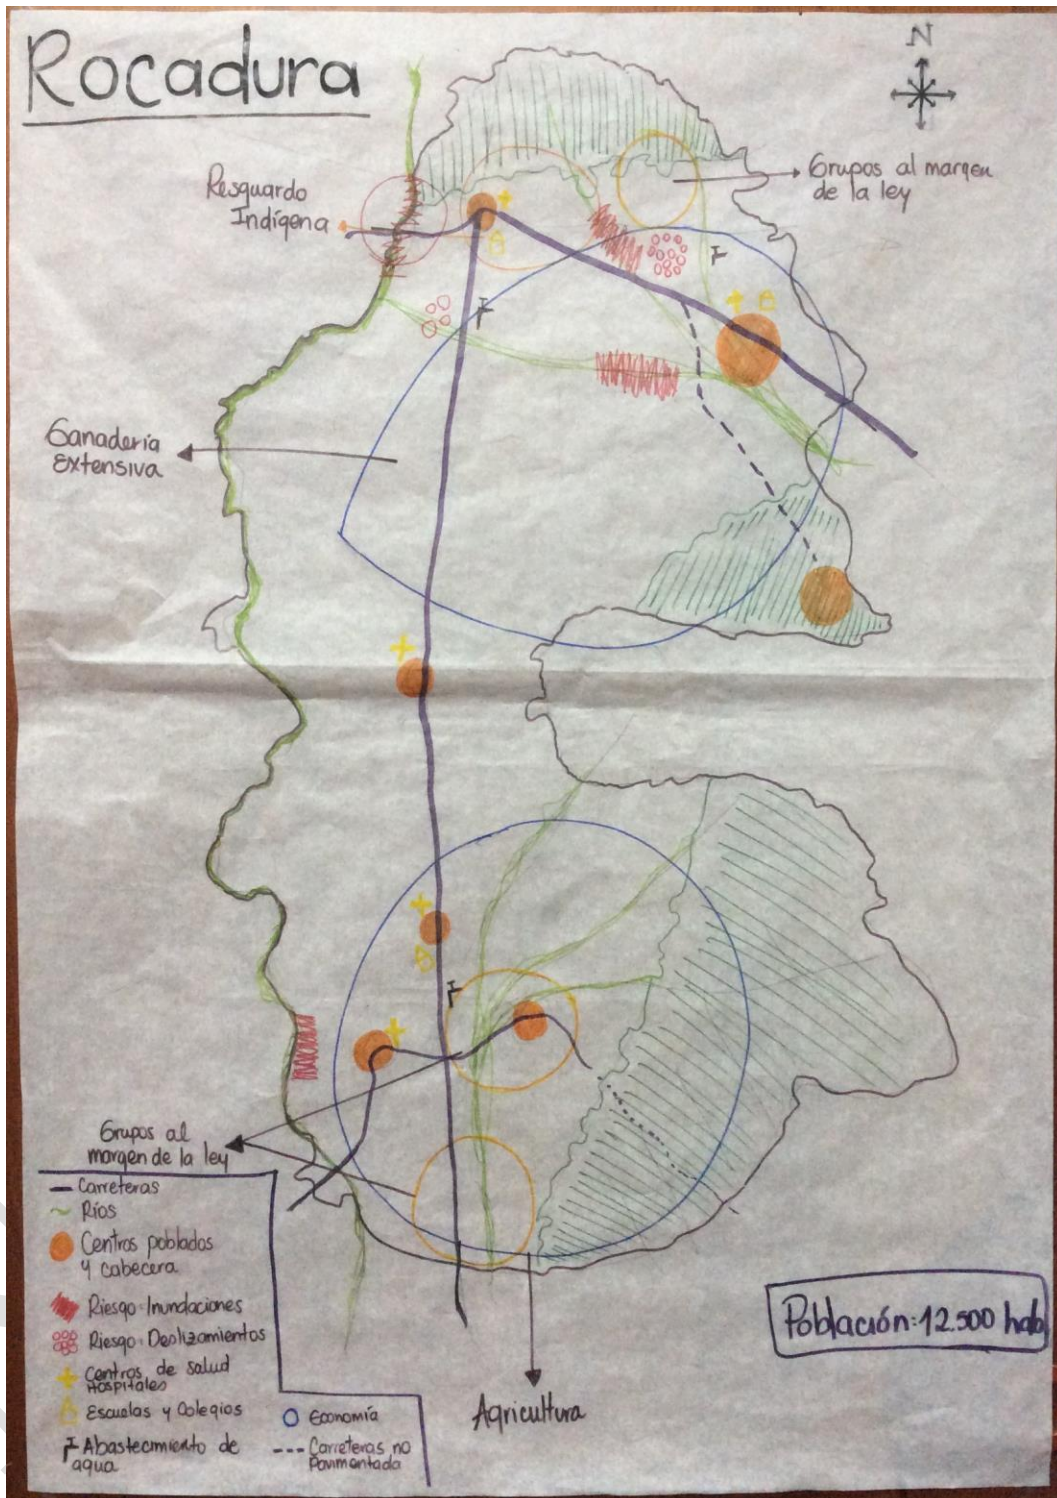 Rocadura
N
Grupos al margen
de la ley
Resguardo
Indígena
Ganadería
Extensiva
Grupos al
margen de la ley
Carreteras
Ríos
Centros poblados
y cabecera
Riesgo: Inundaciones
Riesgo: Deslizamientos
Centros de salud
Hospitales
Escuelas y Colegios
Abastecimiento de
agua
Economía
Carreteras no
Pavimentada
Agricultura
Población: 12.500 hab